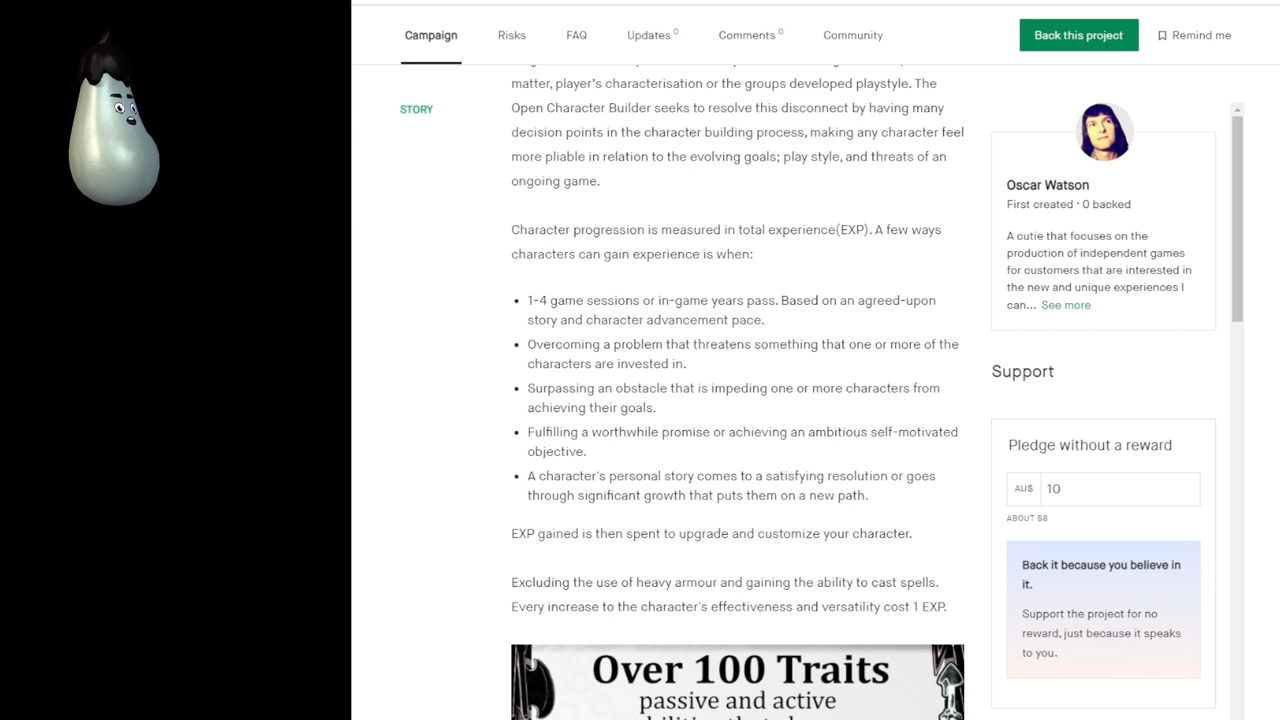 Campaign
Risks
FAQ
Updates 0
Comments 0
Community
Back this project
Remind me
STORY
matter, player's characterisation or the groups developed playstyle. The
Open Character Builder seeks to resolve this disconnect by having many
decision points in the character building process, making any character feel
more pliable in relation to the evolving goals; play style, and threats of an
ongoing game.
Character progression is measured in total experience(EXP). A few ways
characters can gain experience is when:
• 1-4 game sessions or in-game years pass. Based on an agreed-upon
story and character advancement pace.
• Overcoming a problem that threatens something that one or more of the
characters are invested in.
• Surpassing an obstacle that is impeding one or more characters from
achieving their goals.
• Fulfilling a worthwhile promise or achieving an ambitious self-motivated
objective.
• A character's personal story comes to a satisfying resolution or goes
through significant growth that puts them on a new path.
EXP gained is then spent to upgrade and customize your character.
Excluding the use of heavy armour and gaining the ability to cast spells.
Every increase to the character's effectiveness and versatility cost 1 EXP.
Over 100 Traits
passive and active
Oscar Watson
First created · 0 backed
A cutie that focuses on the
production of independent games
for customers that are interested in
the new and unique experiences I
can... See more
Support
Pledge without a reward
AU$ 10
ABOUT $8
Back it because you believe in
it.
Support the project for no
reward, just because it speaks
to you.